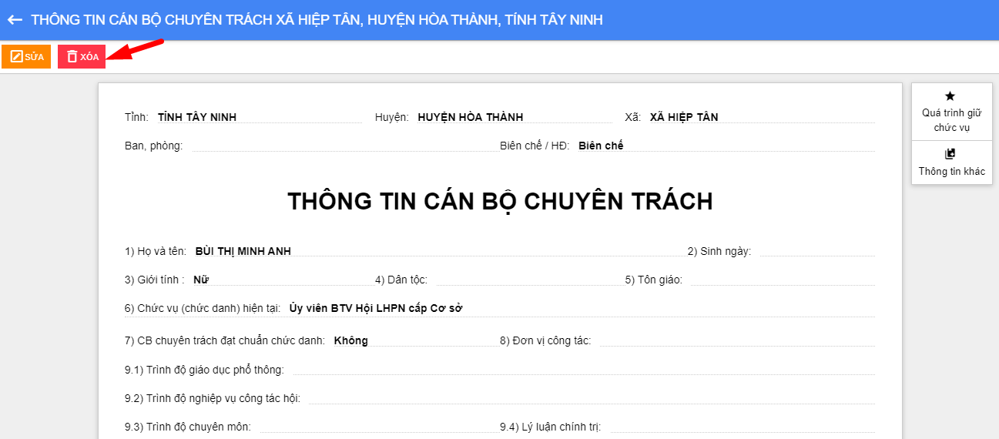 THÔNG TIN CÁN BỘ CHUYÊN TRÁCH XÃ HIỆP TÂN, HUYỆN HÒA THÀNH, TỈNH TÂY NINH
SỬA XÓA
Tỉnh: TỈNH TÂY NINH Huyện: HUYỆN HÒA THÀNH Xã: XÃ HIỆP TÂN
Ban, phòng: Biên chế / HĐ: Biên chế
THÔNG TIN CÁN BỘ CHUYÊN TRÁCH
1) Họ và tên: BÙI THỊ MINH ANH 2) Sinh ngày:
3) Giới tính : Nữ 4) Dân tộc: 5) Tôn giáo:
6) Chức vụ (chức danh) hiện tại: Ủy viên BTV Hội LHPN cấp Cơ sở
7) CB chuyên trách đạt chuẩn chức danh: Không 8) Đơn vị công tác:
9.1) Trình độ giáo dục phổ thông:
9.2) Trình độ nghiệp vụ công tác hội:
9.3) Trình độ chuyên môn: 9.4) Lý luận chính trị:
Quá trình giữ
chức vụ
Thông tin khác